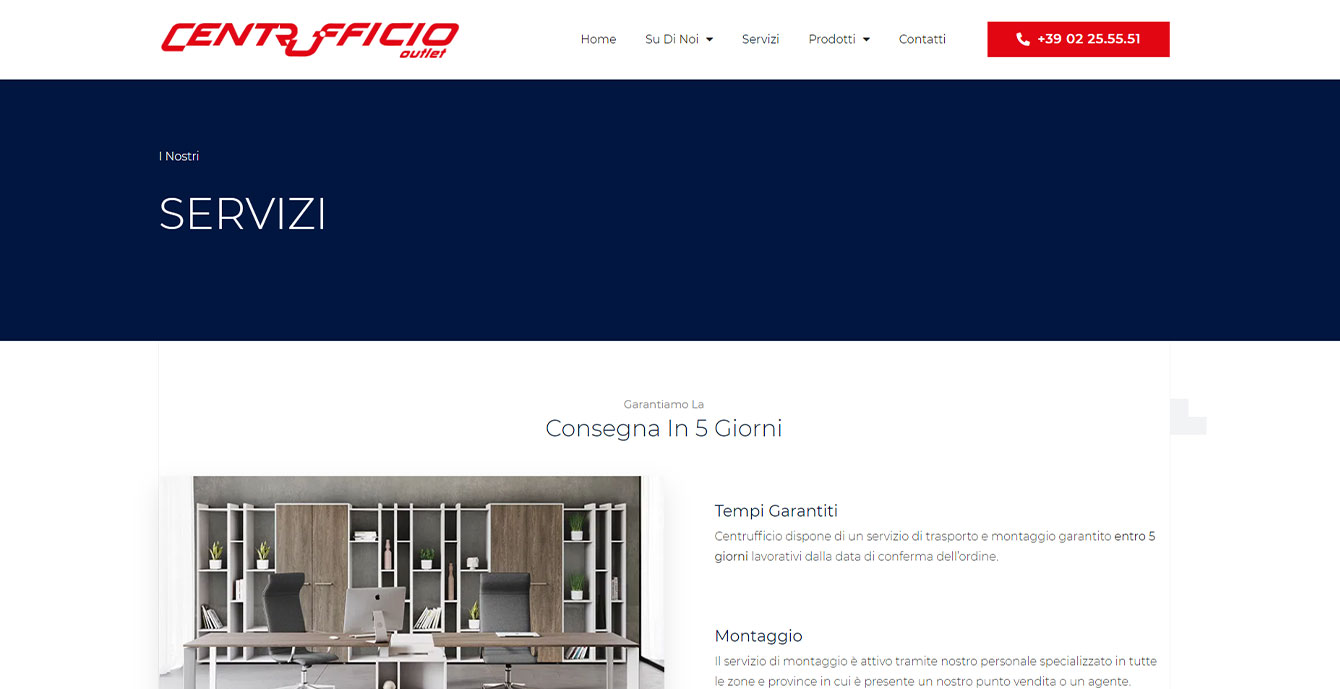 CENTRUFFICIO
outlet
Home Su Di Noi Servizi Prodotti Contatti +39 02 25.55.51
I Nostri
SERVIZI
Garantiamo La
Consegna In 5 Giorni
Tempi Garantiti
Centrufficio dispone di un servizio di trasporto e montaggio garantito entro 5
giorni lavorativi dalla data di conferma dell'ordine.
Montaggio
Il servizio di montaggio è attivo tramite nostro personale specializzato in tutte
le zone e province in cui è presente un nostro punto vendita o un agente.